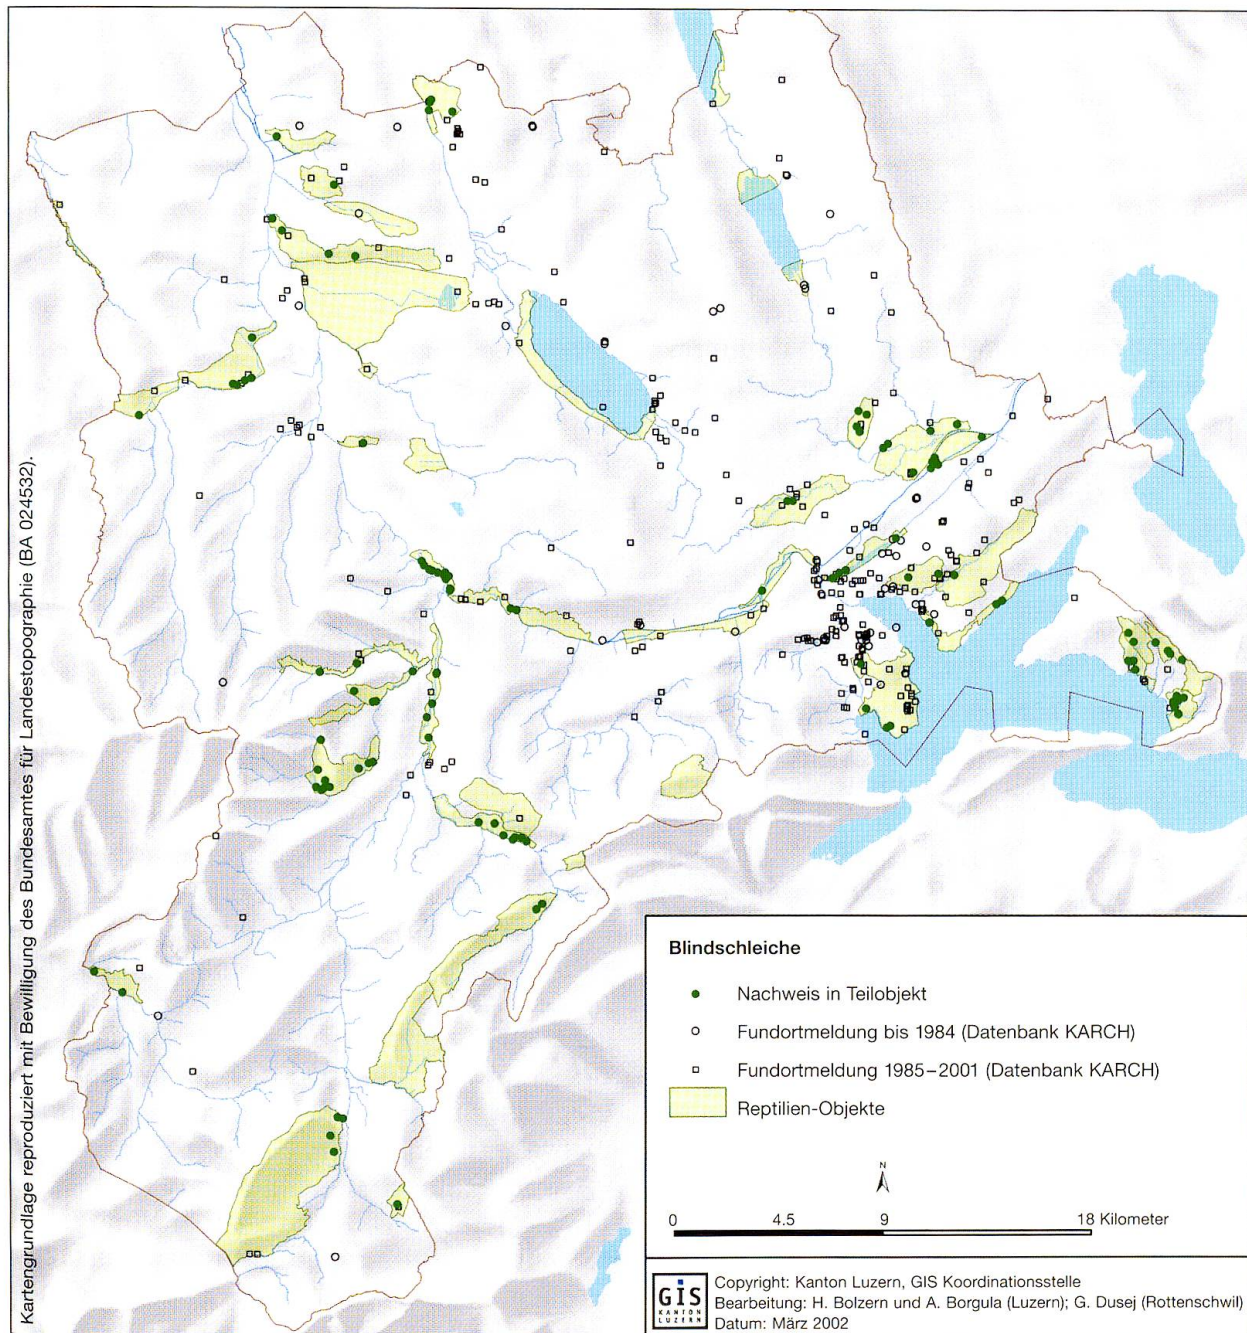 Kartengrundlage reproduziert mit Bewilligung des Bundesamtes für Landestopographie (BA 024532).
Blindschleiche
Nachweis in Teilobjekt
Fundortmeldung bis 1984 (Datenbank KARCH)
Fundortmeldung 1985–2001 (Datenbank KARCH)
Reptilien-Objekte
N
0 4.5 9 18 Kilometer
GIS
KANTON
LUZERN
Copyright: Kanton Luzern, GIS Koordinationsstelle
Bearbeitung: H. Bolzern und A. Borgula (Luzern); G. Dusej (Rottenschwil)
Datum: März 2002